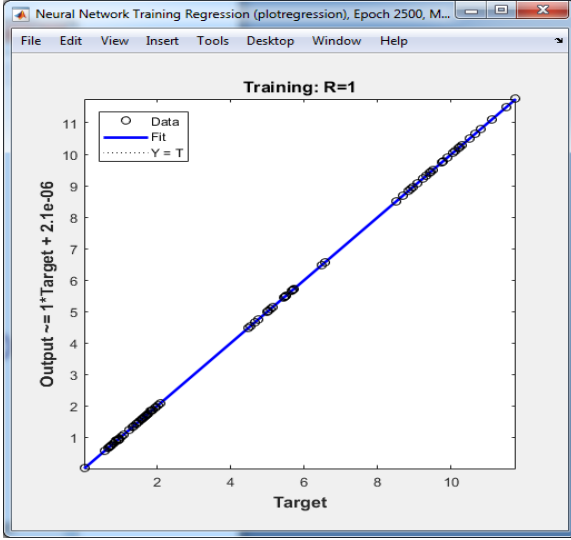 Neural Network Training Regression (plotregression), Epoch 2500, M...
File Edit View Insert Tools Desktop Window Help
Training: R=1
Data
Fit
Y = T
Output ~= 1*Target + 2.1e-06
11
10
9
8
7
6
5
4
3
2
1
2 4 6 8 10
Target